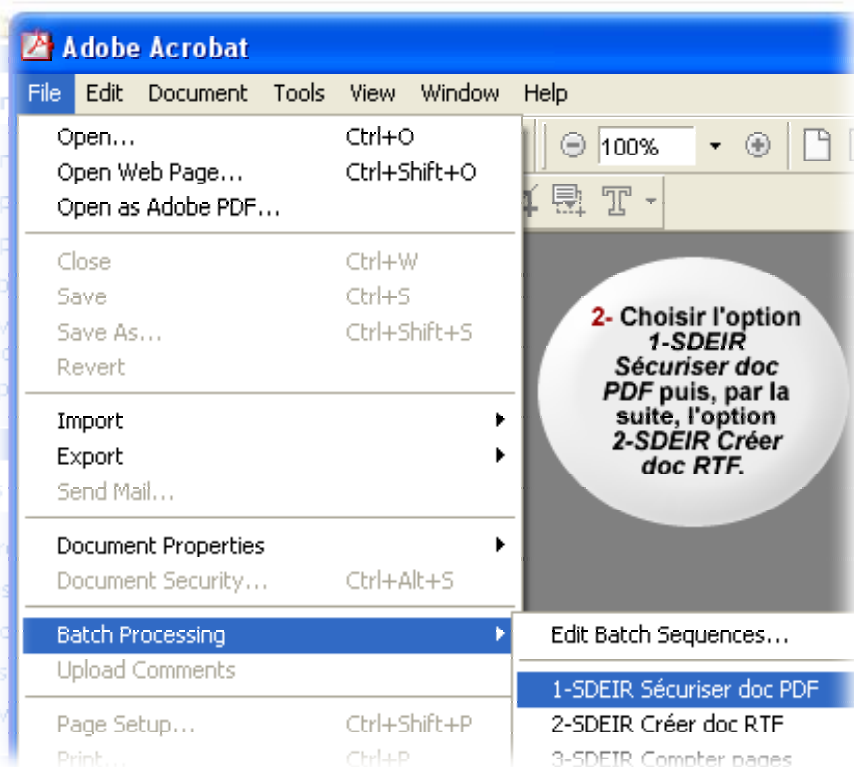 Adobe Acrobat
File Edit Document Tools View Window Help
Open... Ctrl+O
Open Web Page... Ctrl+Shift+O
Open as Adobe PDF...
100%
Close Ctrl+W
Save Ctrl+S
Save As... Ctrl+Shift+S
Revert
Import
Export
Send Mail...
Document Properties
Document Security... Ctrl+Alt+S
Batch Processing
Upload Comments
Page Setup... Ctrl+Shift+P
Print... Ctrl+P
2- Choisir l'option
1-SDEIR
Sécuriser doc
PDF puis, par la
suite, l'option
2-SDEIR Créer
doc RTF.
Edit Batch Sequences...
1-SDEIR Sécuriser doc PDF
2-SDEIR Créer doc RTF
3-SDEIR Compter pages